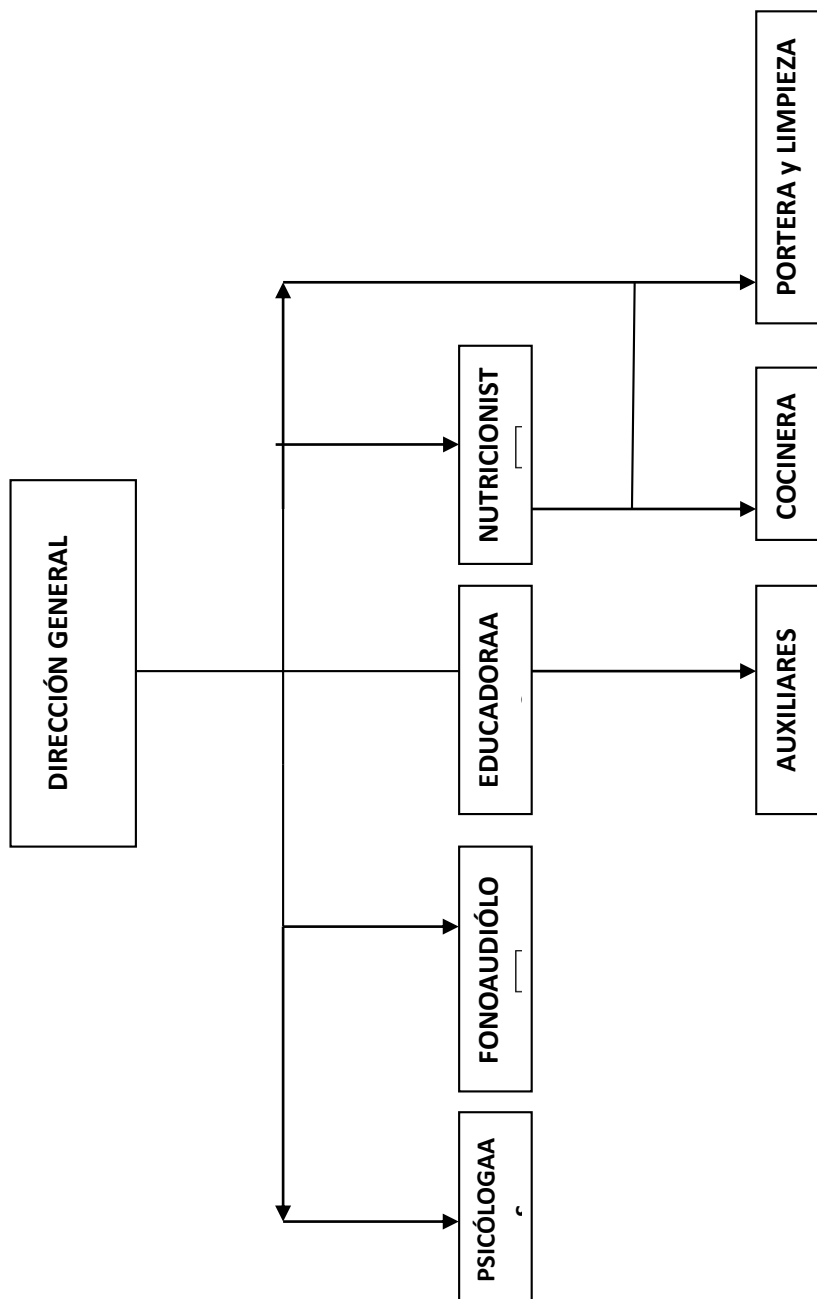 DIRECCIÓN GENERAL
PSICÓLOGAA
FONOAUDIÓLO
EDUCADORAA
NUTRICIONIST
AUXILIARES
COCINERA
PORTERA y LIMPIEZA